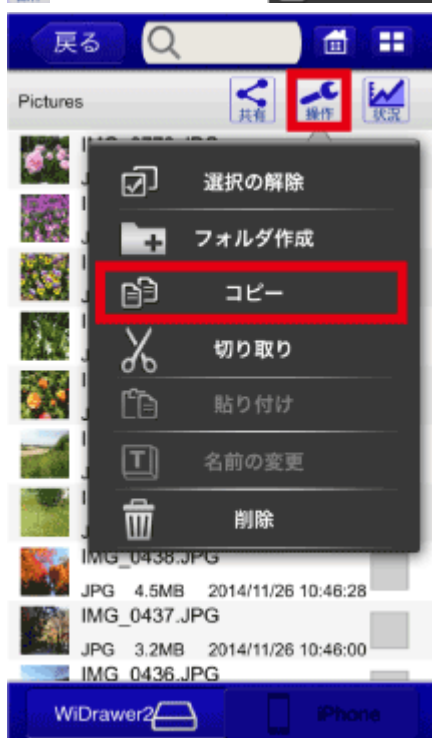 戻る
Pictures
共有
操作
状況
選択の解除
フォルダ作成
コピー
切り取り
貼り付け
名前の変更
削除
IMG_0438.JPG
JPG 4.5MB 2014/11/26 10:46:28
IMG_0437.JPG
JPG 3.2MB 2014/11/26 10:46:00
IMG_0436.JPG
WiDrawer2
iPhone